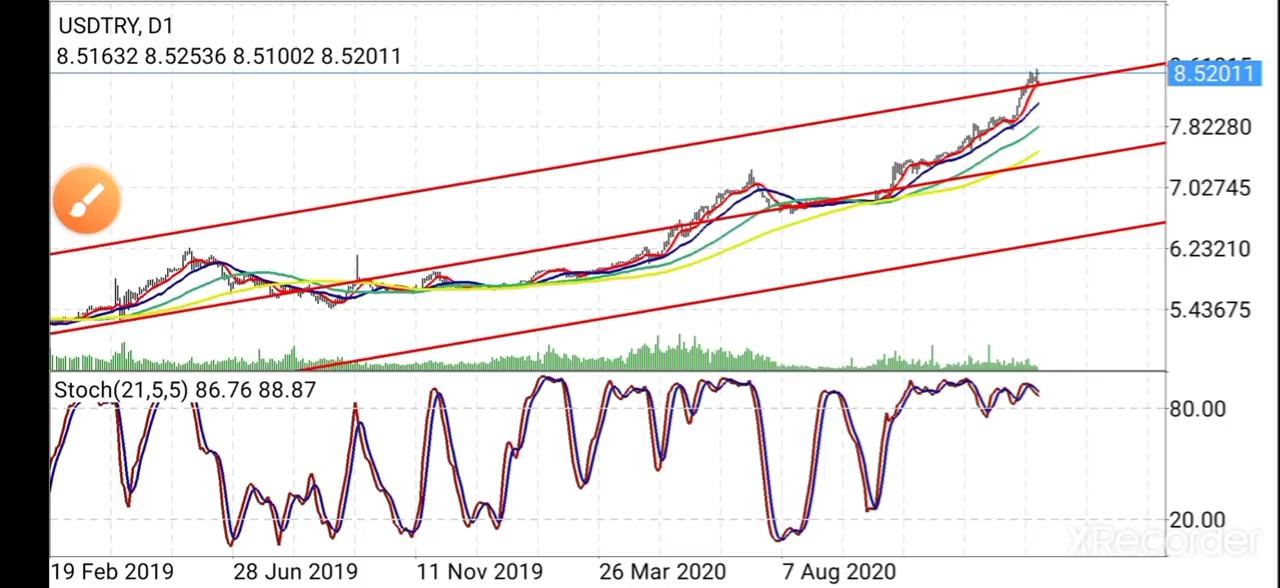 USDTRY, D1
8.51632 8.52536 8.51002 8.52011
8.52011
7.82280
7.02745
6.23210
5.43675
Stoch(21,5,5) 86.76 88.87
80.00
20.00
XRecorder
19 Feb 2019 28 Jun 2019 11 Nov 2019 26 Mar 2020 7 Aug 2020